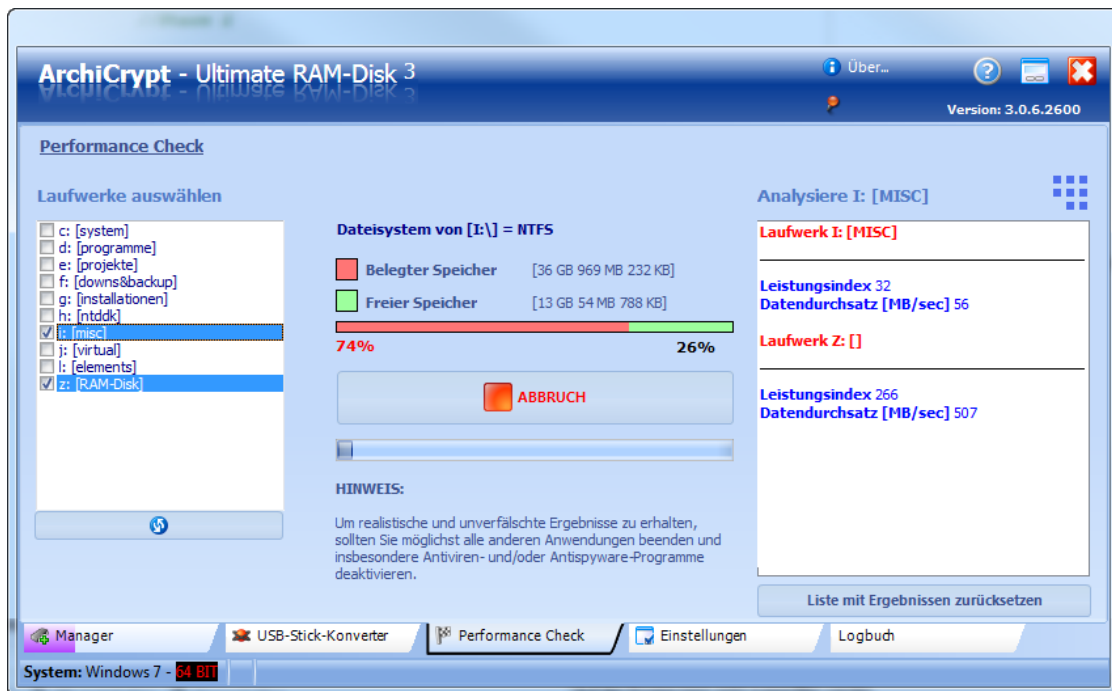 ArchiCrypt - Ultimate RAM-Disk 3
Über...
Version: 3.0.6.2600
Performance Check
Laufwerke auswählen
c: [system]
d: [programme]
e: [projekte]
f: [downs&backup]
g: [installationen]
h: [ntddk]
i: [misc]
j: [virtual]
l: [elements]
z: [RAM-Disk]
Dateisystem von [I:\] = NTFS
Belegter Speicher [36 GB 969 MB 232 KB]
Freier Speicher [13 GB 54 MB 788 KB]
74% 26%
ABBRUCH
HINWEIS:
Um realistische und unverfälschte Ergebnisse zu erhalten,
sollten Sie möglichst alle anderen Anwendungen beenden und
insbesondere Antiviren- und/oder Antispyware-Programme
deaktivieren.
Analysiere I: [MISC]
Laufwerk I: [MISC]
Leistungsindex 32
Datendurchsatz [MB/sec] 56
Laufwerk Z: []
Leistungsindex 266
Datendurchsatz [MB/sec] 507
Liste mit Ergebnissen zurücksetzen
Manager
USB-Stick-Konverter
Performance Check
Einstellungen
Logbuch
System: Windows 7 - 64 BIT